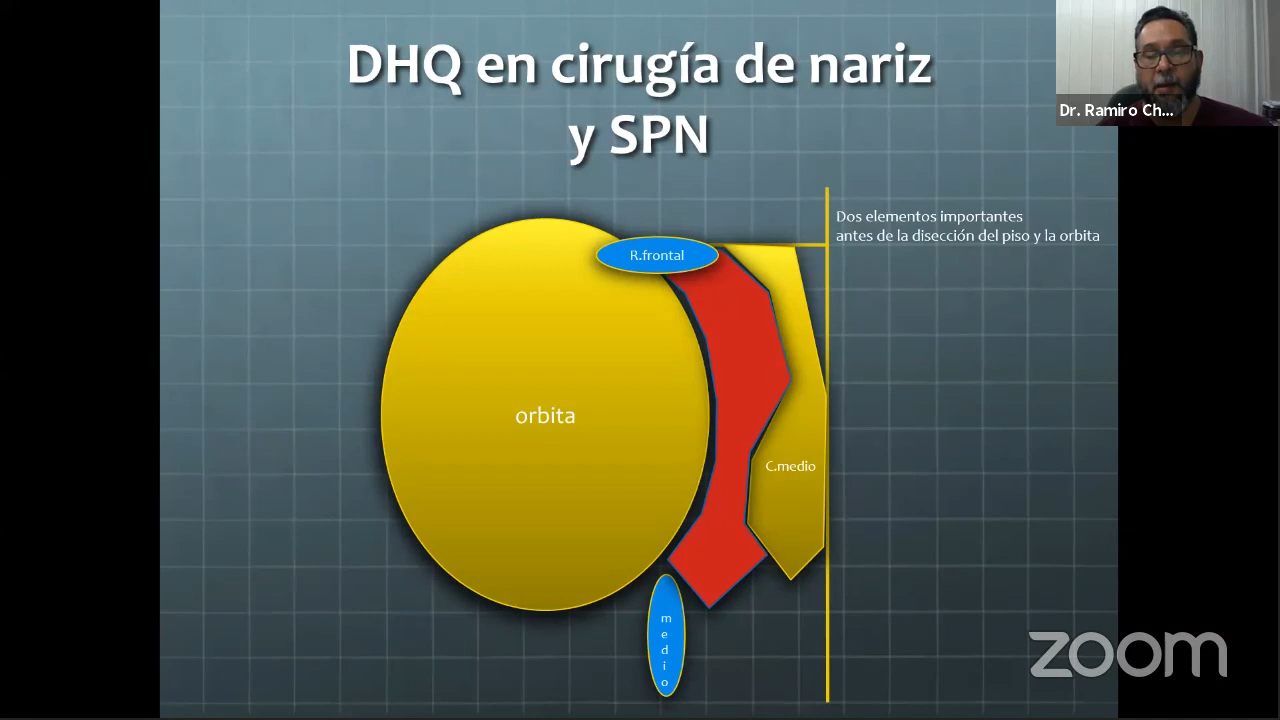 DHQ en cirugía de nariz
y SPN
Dr. Ramiro Ch...
Dos elementos importantes
antes de la disección del piso y la orbita
R.frontal
orbita
C.medio
medio
zoom